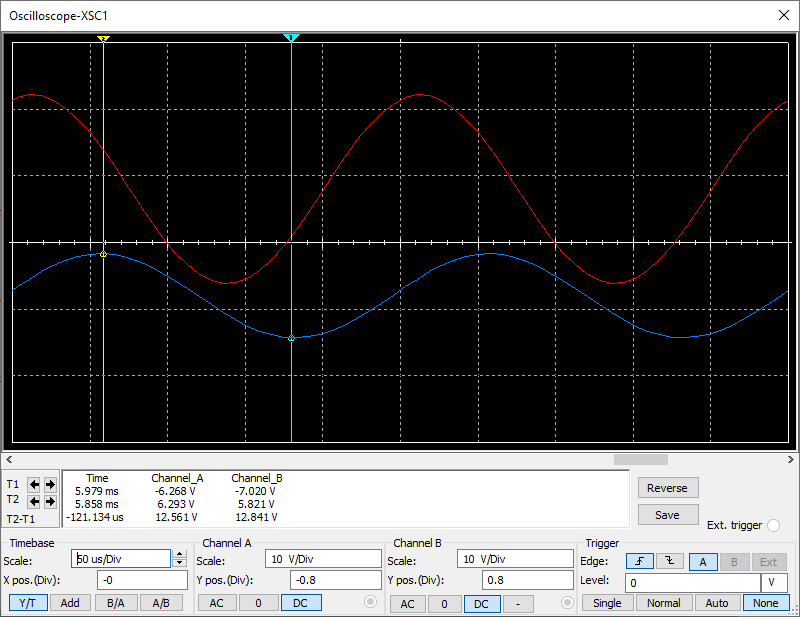 Oscilloscope-XSC1
2 1
Time Channel_A Channel_B
T1 5.979 ms -6.268 V -7.020 V
T2 5.858 ms 6.293 V 5.821 V
T2-T1 -121.134 us 12.561 V 12.841 V
Reverse
Save
Ext. trigger
Timebase Channel A Channel B Trigger
Scale: 50 us/Div Scale: 10 V/Div Scale: 10 V/Div Edge: A B Ext
X pos.(Div): -0 Y pos.(Div): -0.8 Y pos.(Div): 0.8 Level: 0 V
Y/T Add B/A A/B AC 0 DC AC 0 DC - Single Normal Auto None